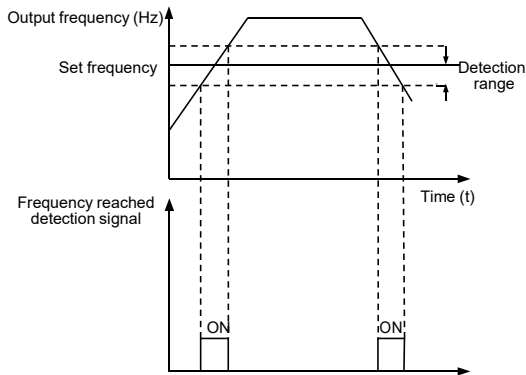 Output frequency (Hz)
Set frequency
Detection
range
Time (t)
Frequency reached
detection signal
ON
ON